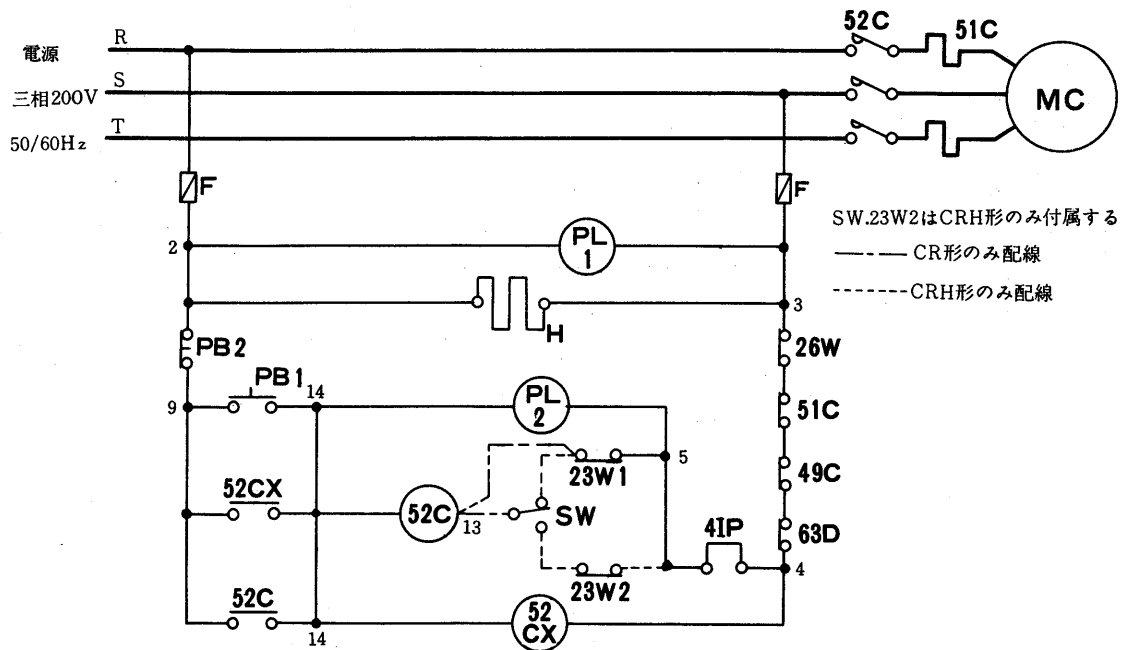 52C
51C
R
電源
S
三相200V
MC
T
50/60Hz
F
F
SW.23W2はCRH形のみ付属する
2
PL
1
CR形のみ配線
CRH形のみ配線
3
H
PB2
26W
PB1
14
9
PL
2
51C
5
23W1
52CX
49C
52C
13
SW
4IP
63D
4
23W2
52C
14
52
CX